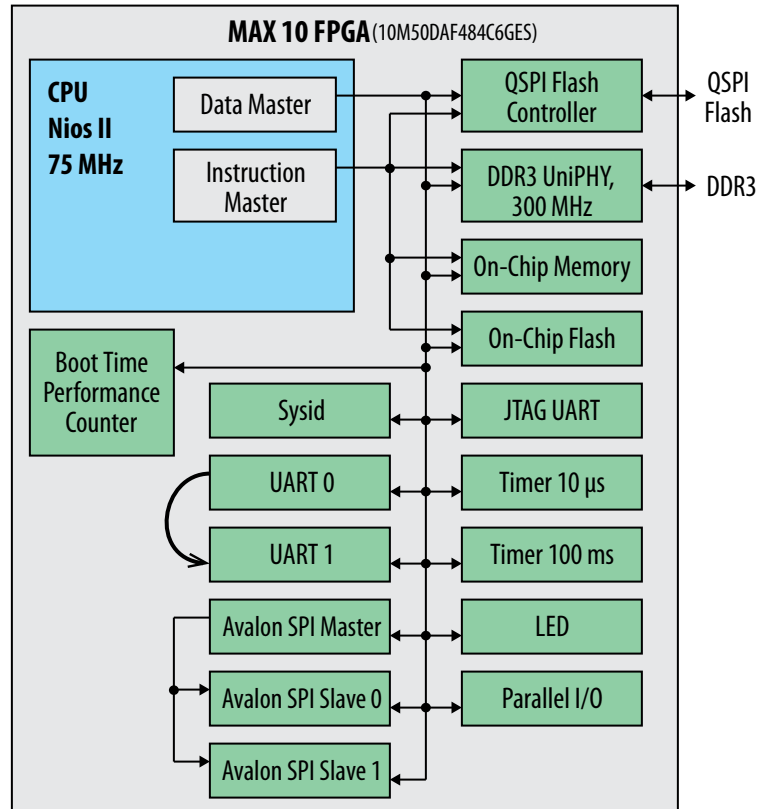 MAX 10 FPGA (10M50DAF484C6GES)
CPU
Nios II
75 MHz
Data Master
Instruction
Master
QSPI Flash
Controller
QSPI
Flash
DDR3 UniPHY,
300 MHz
DDR3
On-Chip Memory
On-Chip Flash
Boot Time
Performance
Counter
Sysid
JTAG UART
UART 0
Timer 10 μs
UART 1
Timer 100 ms
Avalon SPI Master
LED
Avalon SPI Slave 0
Parallel I/O
Avalon SPI Slave 1